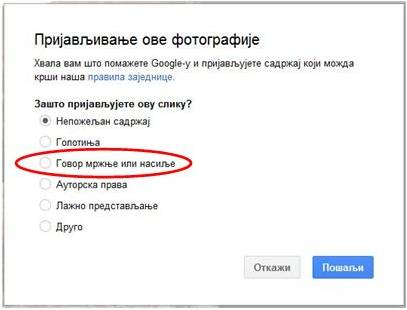 Пријављивање ове фотографије
Хвала вам што помажете Google-у и пријављујете садржај који можда
крши наша правила заједнице.
Зашто пријављујете ову слику?
Непожељан садржај
Голотиња
Говор мржње или насиље
Ауторска права
Лажно представљање
Друго
Откажи
Пошаљи